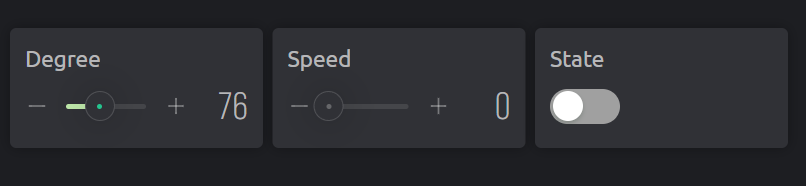 Degree
− + 76
Speed
− + 0
State